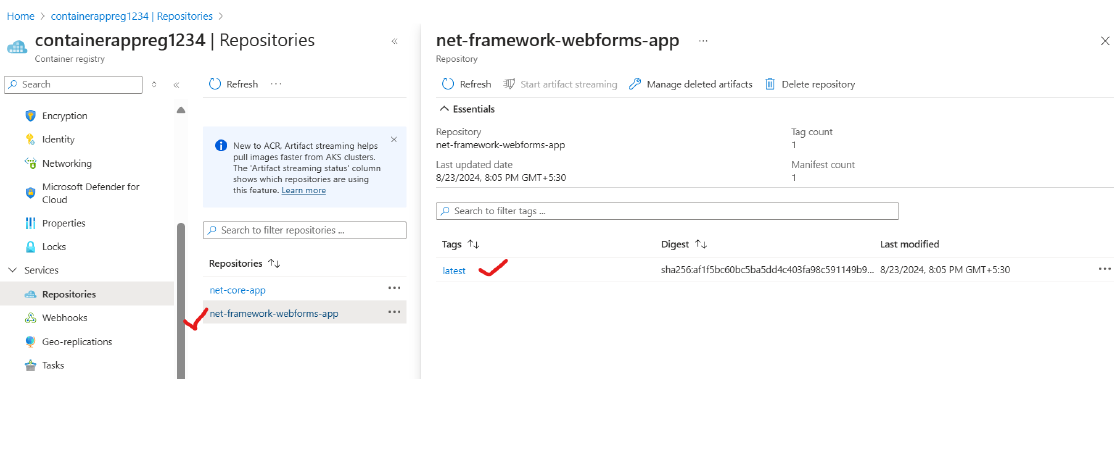 Home > containerappreg1234 | Repositories >
containerappreg1234 | Repositories
Container registry
Search
Encryption
Identity
Networking
Microsoft Defender for
Cloud
Properties
Locks
Services
Repositories
Webhooks
Geo-replications
Tasks
Refresh
New to ACR, Artifact streaming helps
pull images faster from AKS clusters.
The 'Artifact streaming status' column
shows which repositories are using
this feature. Learn more
Search to filter repositories ...
Repositories
net-core-app
net-framework-webforms-app
net-framework-webforms-app
Repository
Refresh Start artifact streaming Manage deleted artifacts Delete repository
Essentials
Repository
net-framework-webforms-app
Tag count
1
Last updated date
8/23/2024, 8:05 PM GMT+5:30
Manifest count
1
Search to filter tags ...
Tags Digest Last modified
latest sha256:af1f5bc60bc5ba5dd4c403fa98c591149b9... 8/23/2024, 8:05 PM GMT+5:30